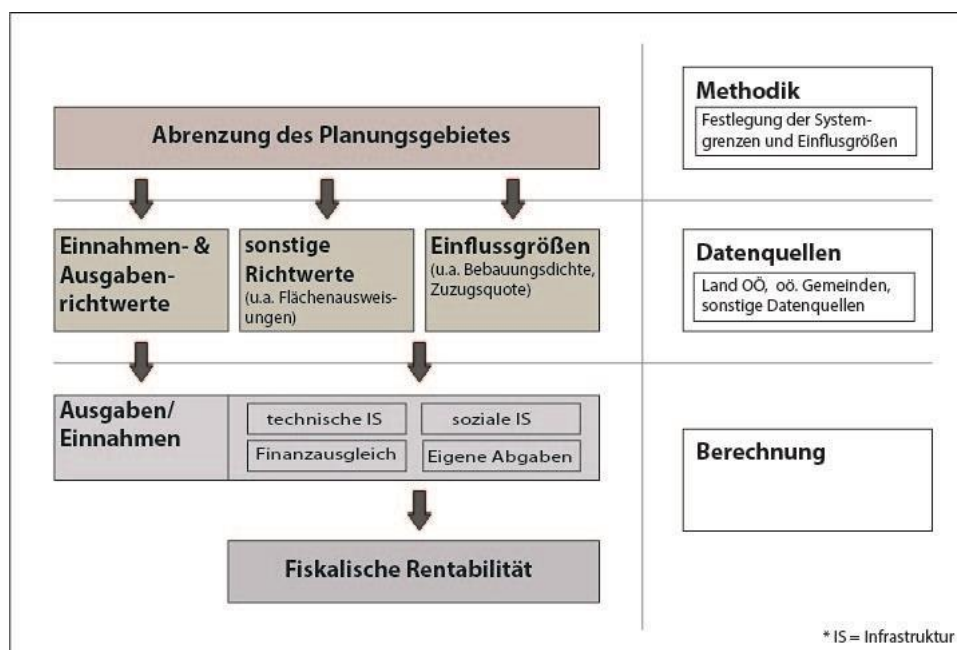 Abrenzung des Planungsgebietes
Methodik
Festlegung der System-
grenzen und Einflusgrößen
Einnahmen- &
Ausgaben-
richtwerte
sonstige
Richtwerte
(u.a. Flächenausweis-
ungen)
Einflussgrößen
(u.a. Bebauungsdichte,
Zuzugsquote)
Datenquellen
Land OÖ, oö. Gemeinden,
sonstige Datenquellen
Ausgaben/
Einnahmen
technische IS
soziale IS
Finanzausgleich
Eigene Abgaben
Berechnung
Fiskalische Rentabilität
* IS = Infrastruktur